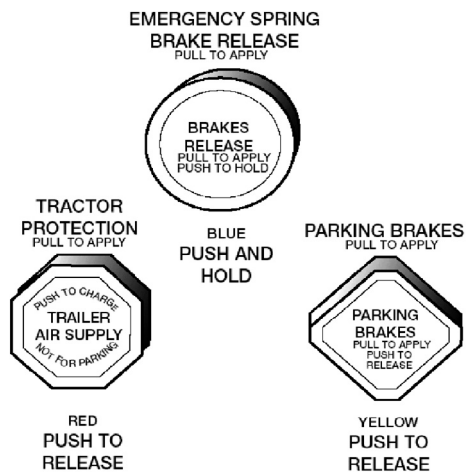 EMERGENCY SPRING
BRAKE RELEASE
PULL TO APPLY
BRAKES
RELEASE
PULL TO APPLY
PUSH TO HOLD
BLUE
PUSH AND
HOLD
TRACTOR
PROTECTION
PULL TO APPLY
PUSH TO CHARGE
TRAILER
AIR SUPPLY
NOT FOR PARKING
RED
PUSH TO
RELEASE
PARKING BRAKES
PULL TO APPLY
PARKING
BRAKES
PULL TO APPLY
PUSH TO
RELEASE
YELLOW
PUSH TO
RELEASE